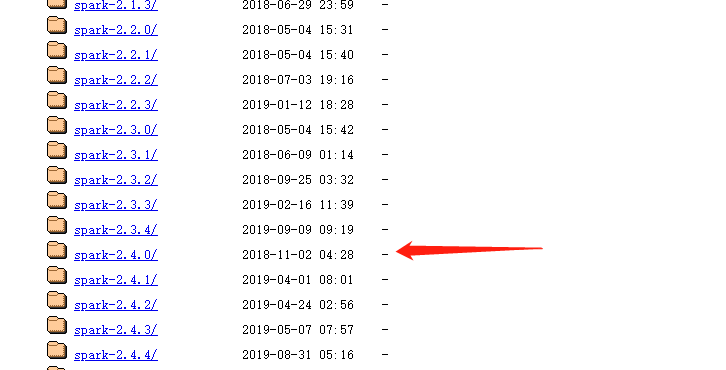 spark-2.1.3/ 2018-06-29 23:59 -
spark-2.2.0/ 2018-05-04 15:31 -
spark-2.2.1/ 2018-05-04 15:40 -
spark-2.2.2/ 2018-07-03 19:16 -
spark-2.2.3/ 2019-01-12 18:28 -
spark-2.3.0/ 2018-05-04 15:42 -
spark-2.3.1/ 2018-06-09 01:14 -
spark-2.3.2/ 2018-09-25 03:32 -
spark-2.3.3/ 2019-02-16 11:39 -
spark-2.3.4/ 2019-09-09 09:19 -
spark-2.4.0/ 2018-11-02 04:28 -
spark-2.4.1/ 2019-04-01 08:01 -
spark-2.4.2/ 2019-04-24 02:56 -
spark-2.4.3/ 2019-05-07 07:57 -
spark-2.4.4/ 2019-08-31 05:16 -